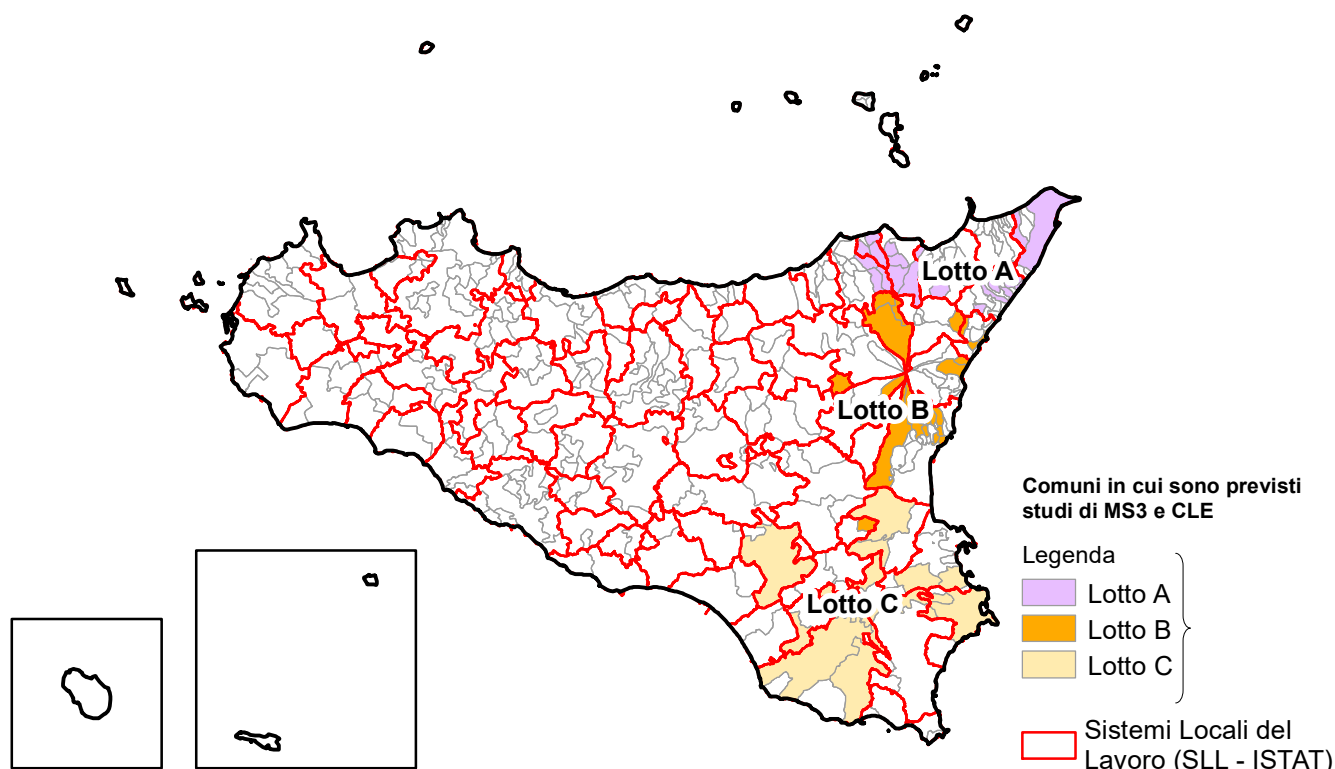 Lotto A
Lotto B
Lotto C
Comuni in cui sono previsti
studi di MS3 e CLE
Legenda
Lotto A
Lotto B
Lotto C
Sistemi Locali del
Lavoro (SLL - ISTAT)